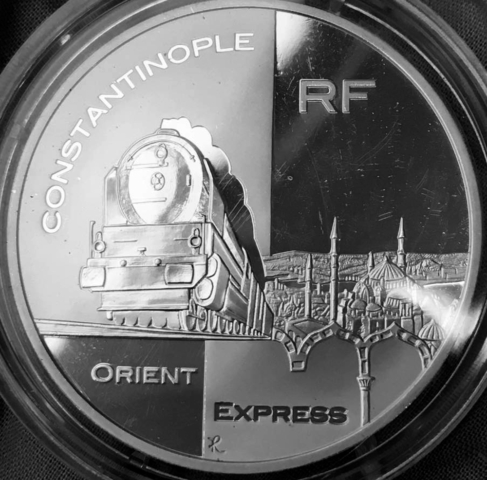 CONSTANTINOPLE
RF
ORIENT
EXPRESS